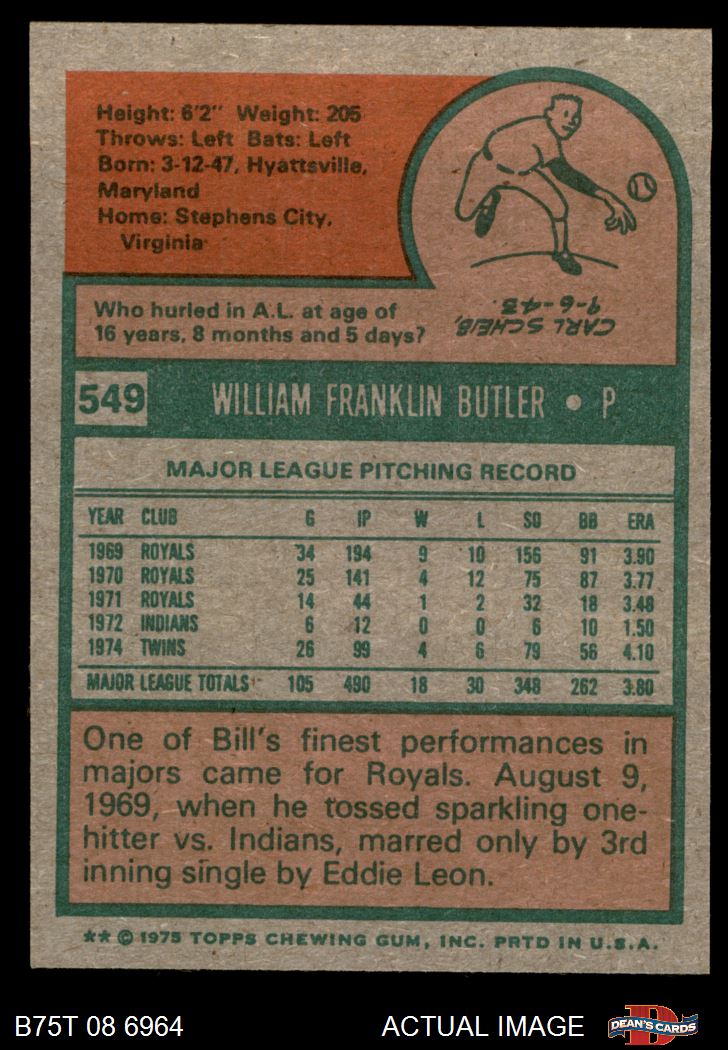 Height: 6'2" Weight: 205
Throws: Left Bats: Left
Born: 3-12-47, Hyattsville,
Maryland
Home: Stephens City,
Virginia
Who hurled in A.L. at age of
16 years, 8 months and 5 days?
CARL SCHEIB,
9-6-43.
549 WILLIAM FRANKLIN BUTLER • P
MAJOR LEAGUE PITCHING RECORD
YEAR CLUB G IP W L SO BB ERA
1969 ROYALS 34 194 9 10 156 91 3.90
1970 ROYALS 25 141 4 12 75 87 3.77
1971 ROYALS 14 44 1 2 32 18 3.48
1972 INDIANS 6 12 0 0 6 10 1.50
1974 TWINS 26 99 4 6 79 56 4.10
MAJOR LEAGUE TOTALS 105 490 18 30 348 262 3.80
One of Bill's finest performances in
majors came for Royals. August 9,
1969, when he tossed sparkling one-
hitter vs. Indians, marred only by 3rd
inning single by Eddie Leon.
** © 1975 TOPPS CHEWING GUM, INC. PRTD IN U.S.A.
B75T 08 6964 ACTUAL IMAGE DEAN'S CARDS